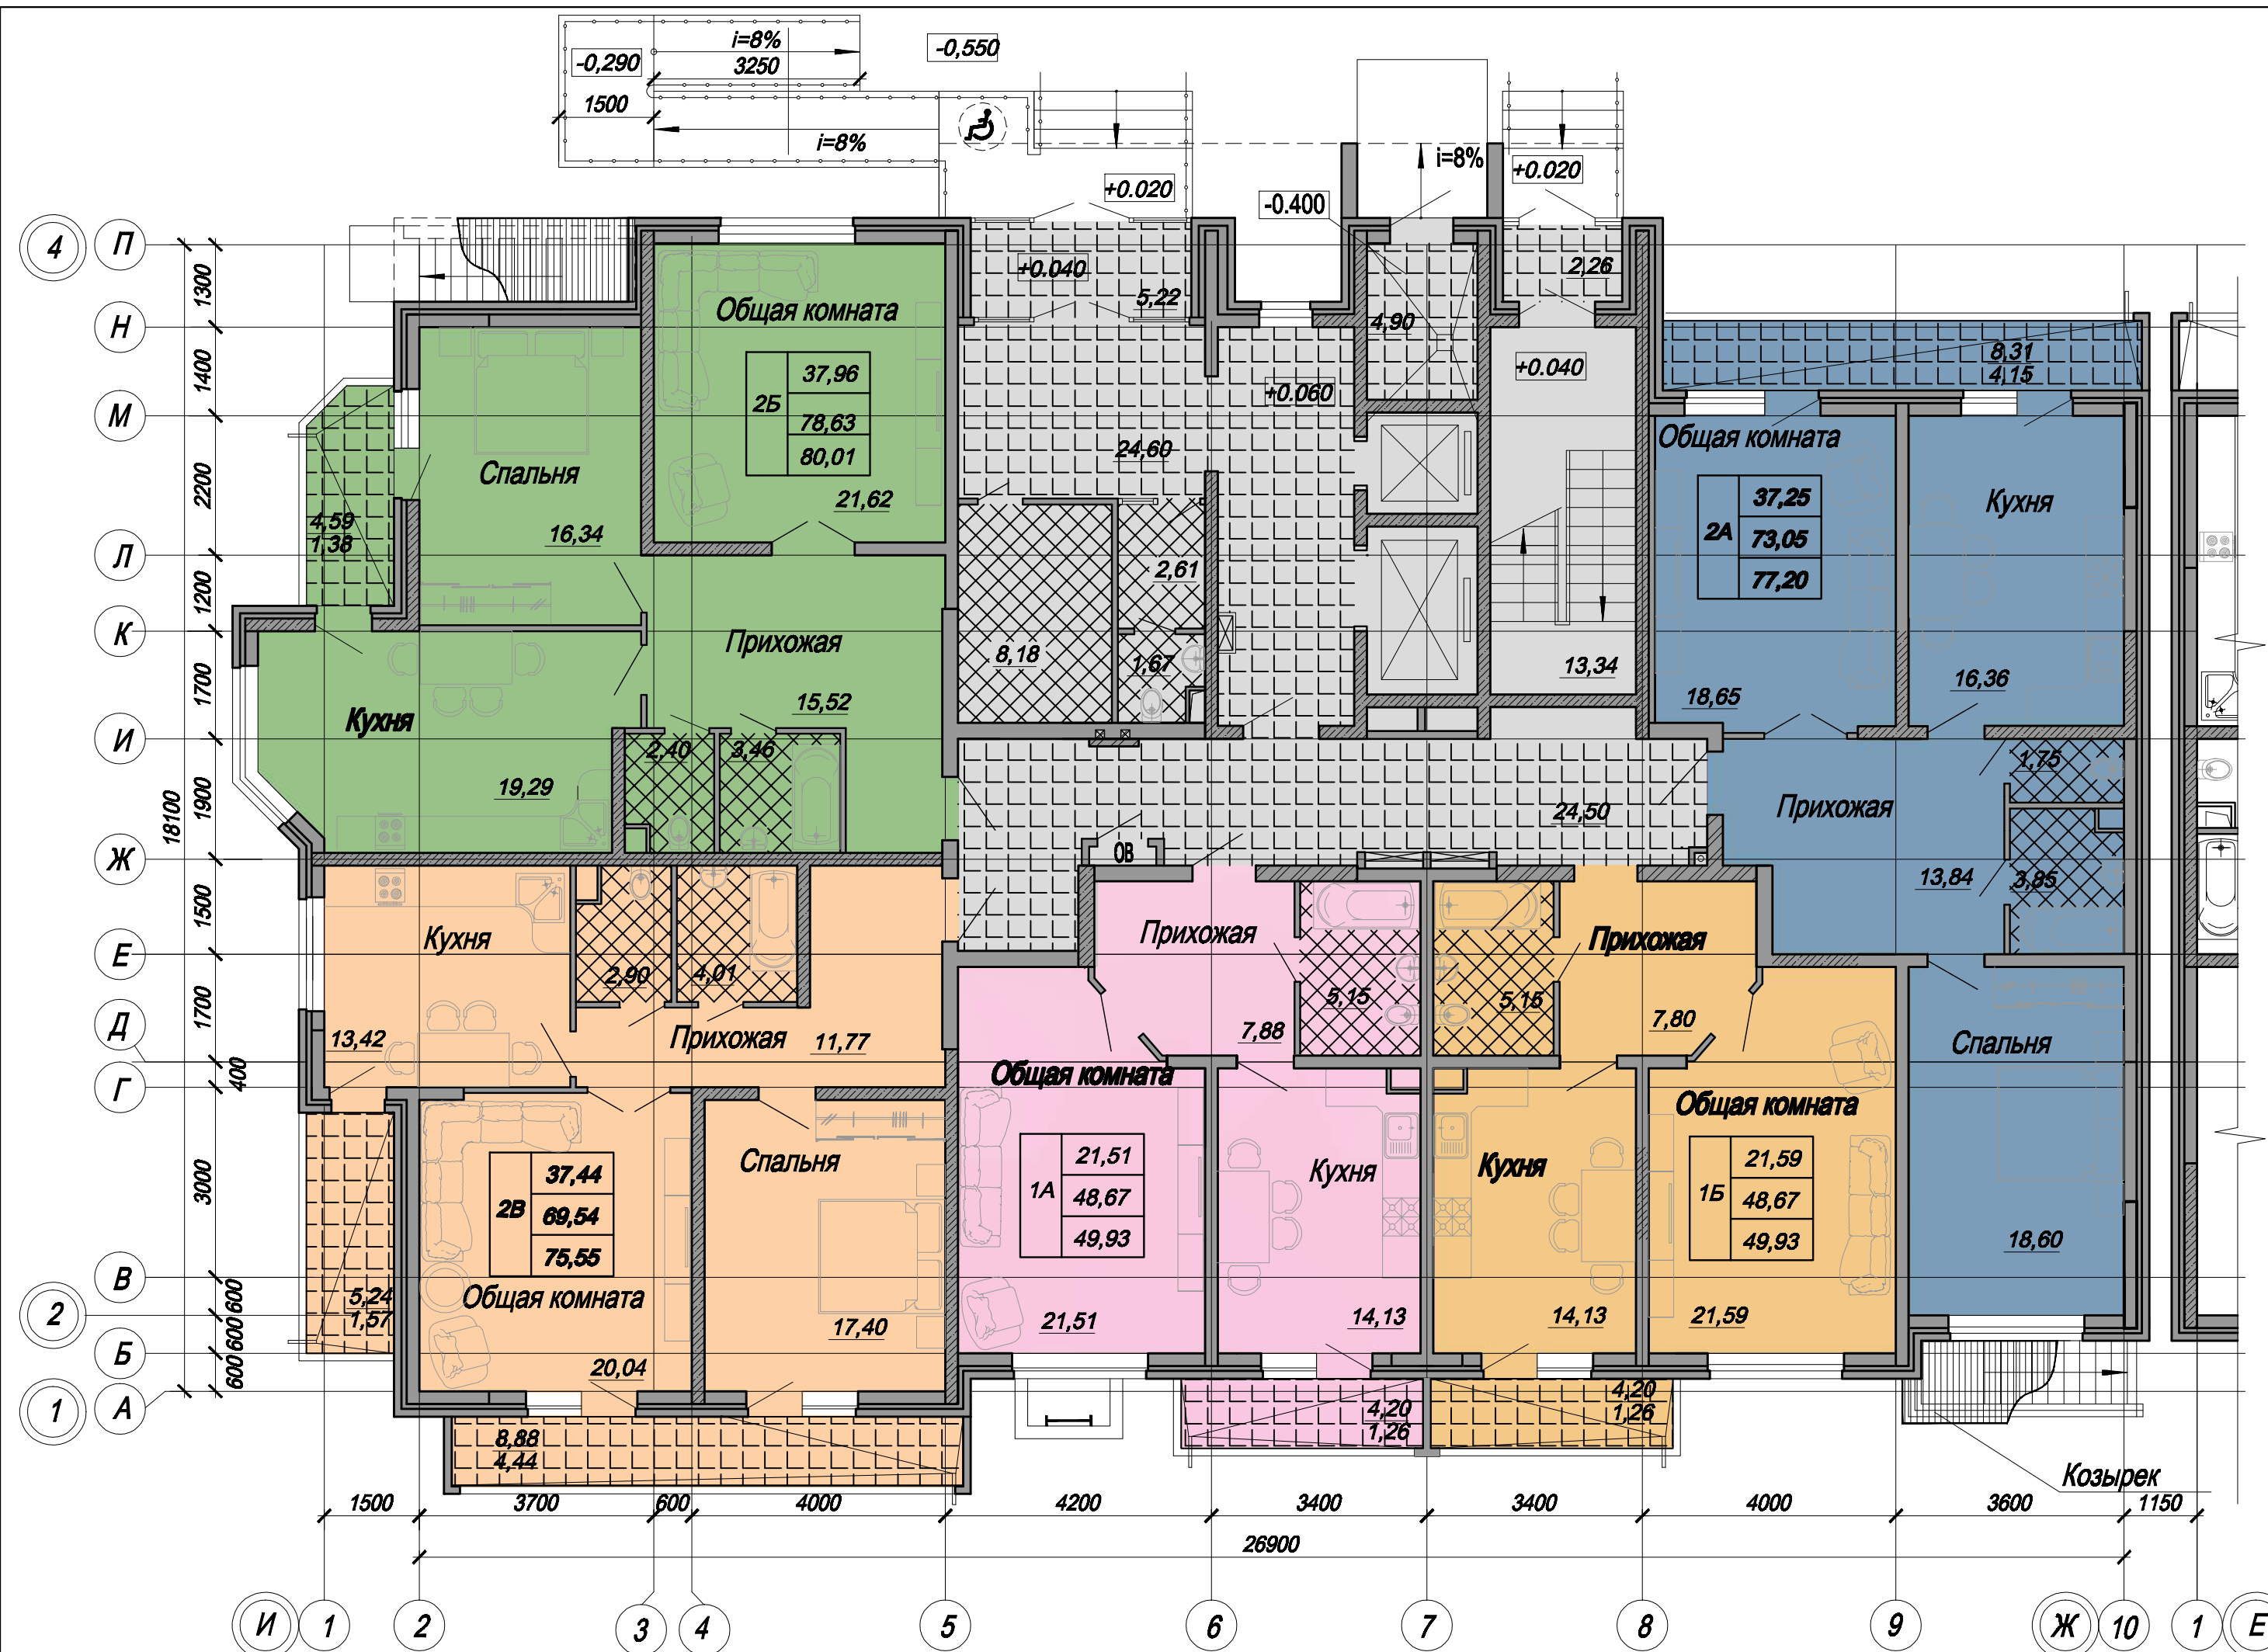 i=8%
-0,290
3250
-0,550
1500
i=8%
i=8%
+0.020
+0.020
-0.400
4
П
Н
М
Л
К
И
Ж
Е
Д
Г
В
2
Б
1
А
1300
1400
2200
1200
1700
1900
1500
1700
400
3000
600
600
600
18100
Общая комната
2Б
37,96
78,63
80,01
21,62
Спальня
16,34
4,59
1,38
Прихожая
15,52
Кухня
19,29
2,40
3,46
+0.040
5,22
24,60
+0.060
4,90
2,26
+0.040
8,18
2,61
1,67
13,34
24,50
ОВ
8,31
4,15
Общая комната
2А
37,25
73,05
77,20
18,65
Кухня
16,36
Прихожая
1,75
13,84
3,85
Спальня
18,60
Кухня
13,42
2,90
4,01
Прихожая
11,77
2В
37,44
69,54
75,55
Общая комната
20,04
Спальня
17,40
5,24
1,57
8,88
4,44
Прихожая
5,15
7,88
Общая комната
1А
21,51
48,67
49,93
21,51
Кухня
14,13
4,20
1,26
Прихожая
5,15
7,80
Общая комната
1Б
21,59
48,67
49,93
21,59
Кухня
14,13
4,20
1,26
Козырек
1500
3700
600
4000
4200
3400
3400
4000
3600
1150
26900
И
1
2
3
4
5
6
7
8
9
Ж
10
1
Е